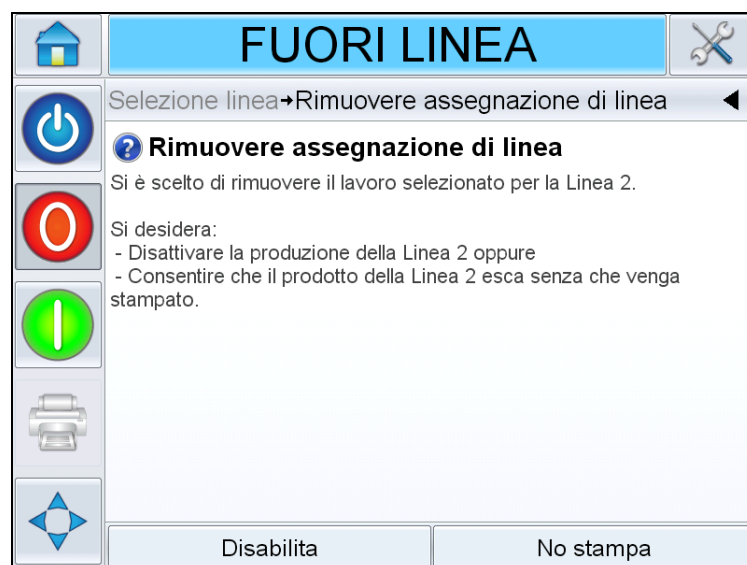 FUORI LINEA
Selezione linea→Rimuovere assegnazione di linea
Rimuovere assegnazione di linea
Si è scelto di rimuovere il lavoro selezionato per la Linea 2.
Si desidera:
- Disattivare la produzione della Linea 2 oppure
- Consentire che il prodotto della Linea 2 esca senza che venga
stampato.
Disabilita
No stampa